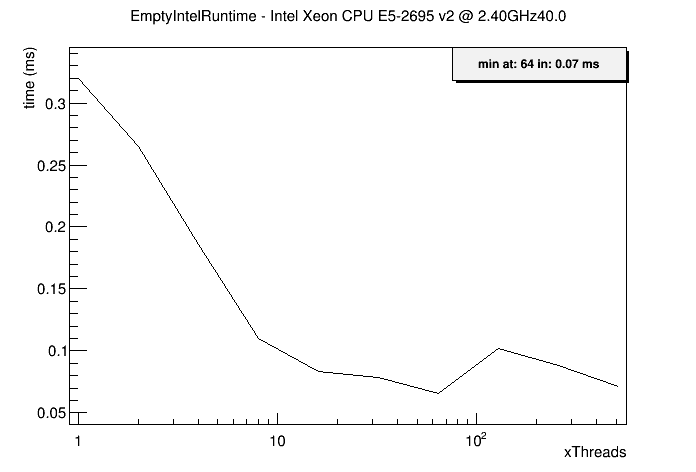 EmptyIntelRuntime - Intel Xeon CPU E5-2695 v2 @ 2.40GHz40.0
time (ms)
min at: 64 in: 0.07 ms
0.3
0.25
0.2
0.15
0.1
0.05
1 10 10²
xThreads